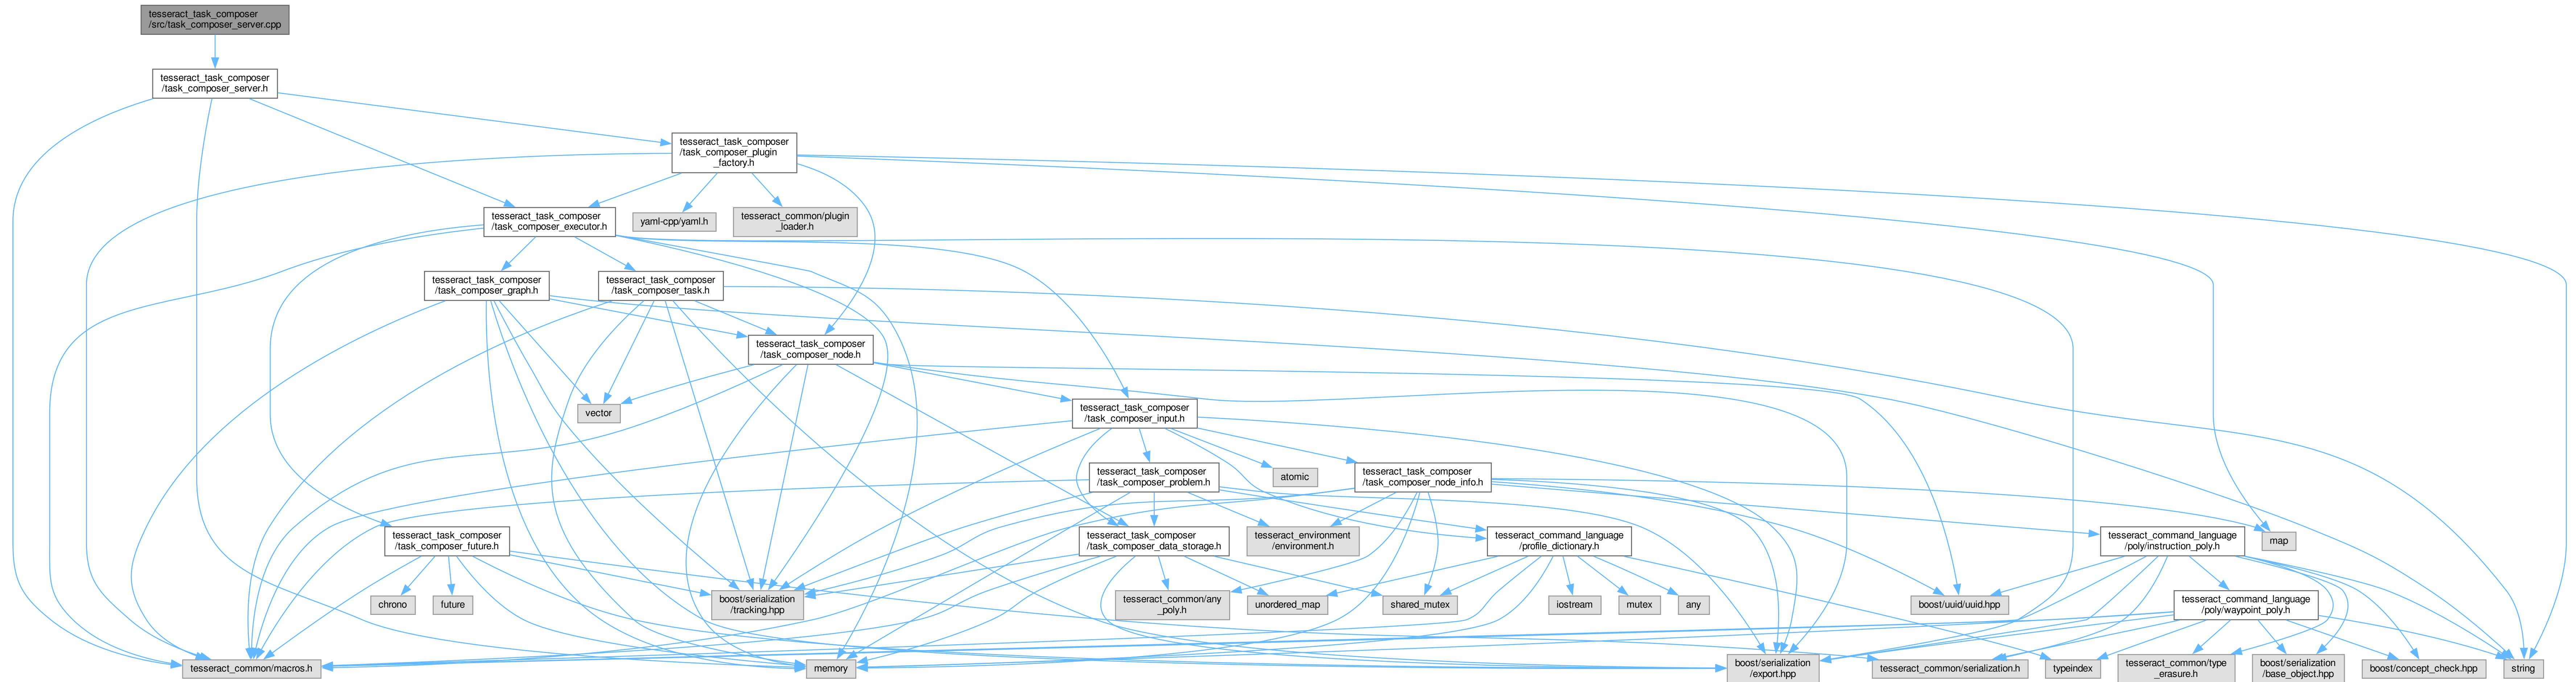 tesseract_task_composer
/src/task_composer_server.cpp
tesseract_task_composer
/task_composer_server.h
tesseract_task_composer
/task_composer_plugin
_factory.h
tesseract_task_composer
/task_composer_executor.h
yaml-cpp/yaml.h
tesseract_common/plugin
_loader.h
tesseract_task_composer
/task_composer_graph.h
tesseract_task_composer
/task_composer_task.h
tesseract_task_composer
/task_composer_node.h
vector
tesseract_task_composer
/task_composer_input.h
tesseract_task_composer
/task_composer_problem.h
atomic
tesseract_task_composer
/task_composer_node_info.h
tesseract_task_composer
/task_composer_future.h
tesseract_task_composer
/task_composer_data_storage.h
tesseract_environment
/environment.h
tesseract_command_language
/profile_dictionary.h
tesseract_command_language
/poly/instruction_poly.h
map
chrono
future
boost/serialization
/tracking.hpp
tesseract_common/any
_poly.h
unordered_map
shared_mutex
iostream
mutex
any
boost/uuid/uuid.hpp
tesseract_command_language
/poly/waypoint_poly.h
tesseract_common/macros.h
memory
boost/serialization
/export.hpp
tesseract_common/serialization.h
typeindex
tesseract_common/type
_erasure.h
boost/serialization
/base_object.hpp
boost/concept_check.hpp
string